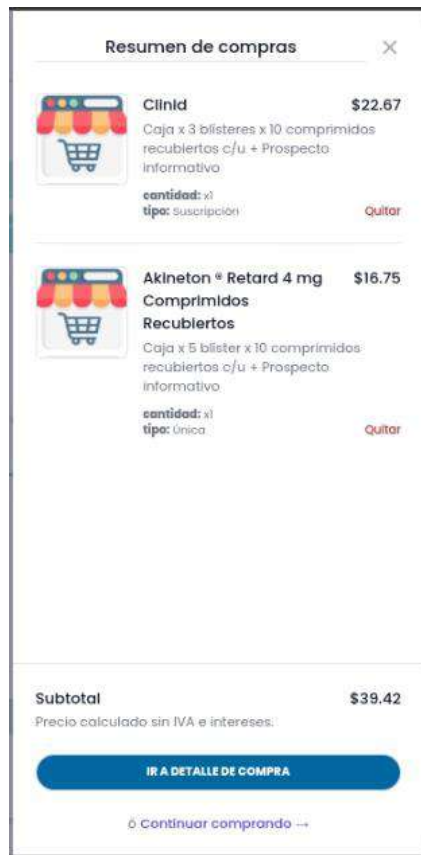 Resumen de compras
Clinid $22.67
Caja x 3 blísteres x 10 comprimidos
recubiertos c/u + Prospecto
informativo
cantidad: x1
tipo: Suscripción Quitar
Akineton ® Retard 4 mg $16.75
Comprimidos
Recubiertos
Caja x 5 blíster x 10 comprimidos
recubiertos c/u + Prospecto
informativo
cantidad: x1
tipo: Única Quitar
Subtotal $39.42
Precio calculado sin IVA e intereses.
IR A DETALLE DE COMPRA
ó Continuar comprando →